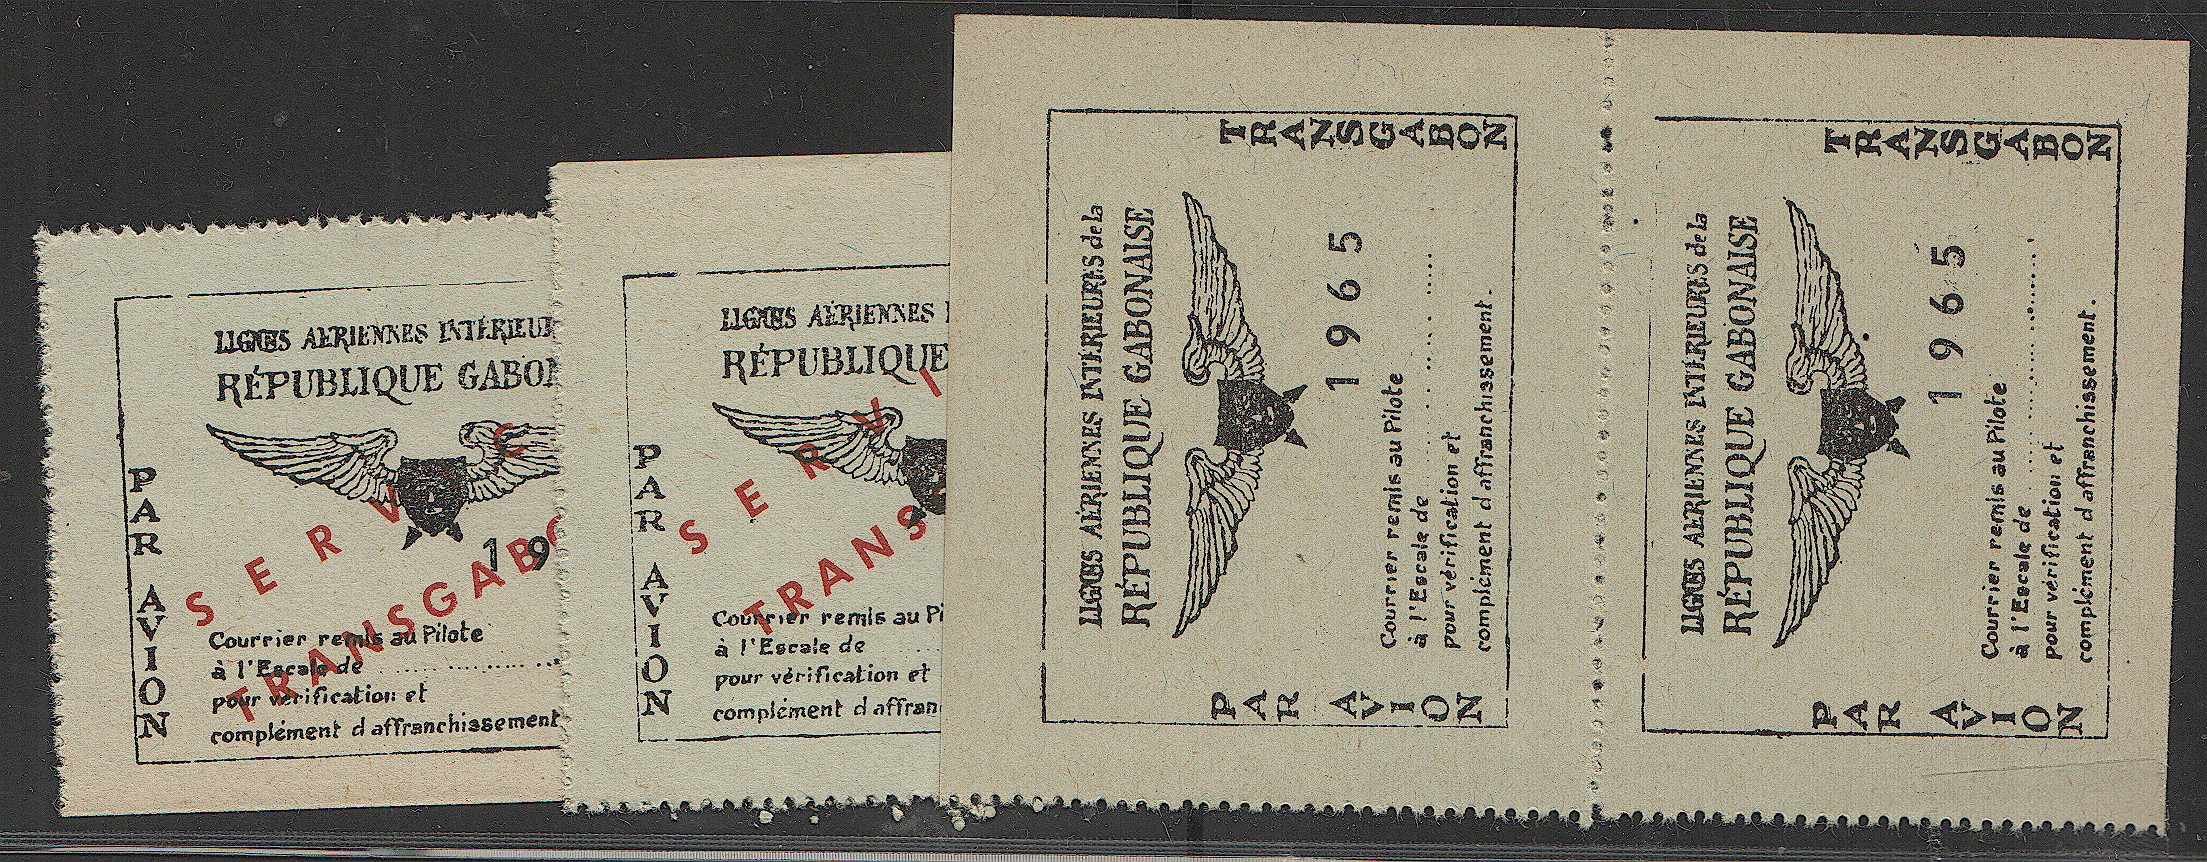 LIGNES AÉRIENNES INTÉRIEUR
RÉPUBLIQUE GABON
PAR AVION
19
SERVICE
TRANSGABO
Courrier remis au Pilote
à l'Escale de ................
pour vérification et
complément d affranchissement
LIGNES AÉRIENNES
RÉPUBLIQUE
PAR AVION
SERVI
TRANS
Courrier remis au Pi
à l'Escale de
pour vérification et
complément d affran
LIGNES AÉRIENNES INTÉRIEURES de la
RÉPUBLIQUE GABONAISE
PAR AVION
TRANSGABON
1965
Courrier remis au Pilote
à l'Escale de ................
pour vérification et
complément d affranchissement.
LIGNES AERIENNES INTÉRIEURES de la
RÉPUBLIQUE GABONAISE
PAR AVION
TRANSGABON
1965
Courrier remis au Pilote
à l'Escale de ................
pour vérification et
complément d affranchissement.